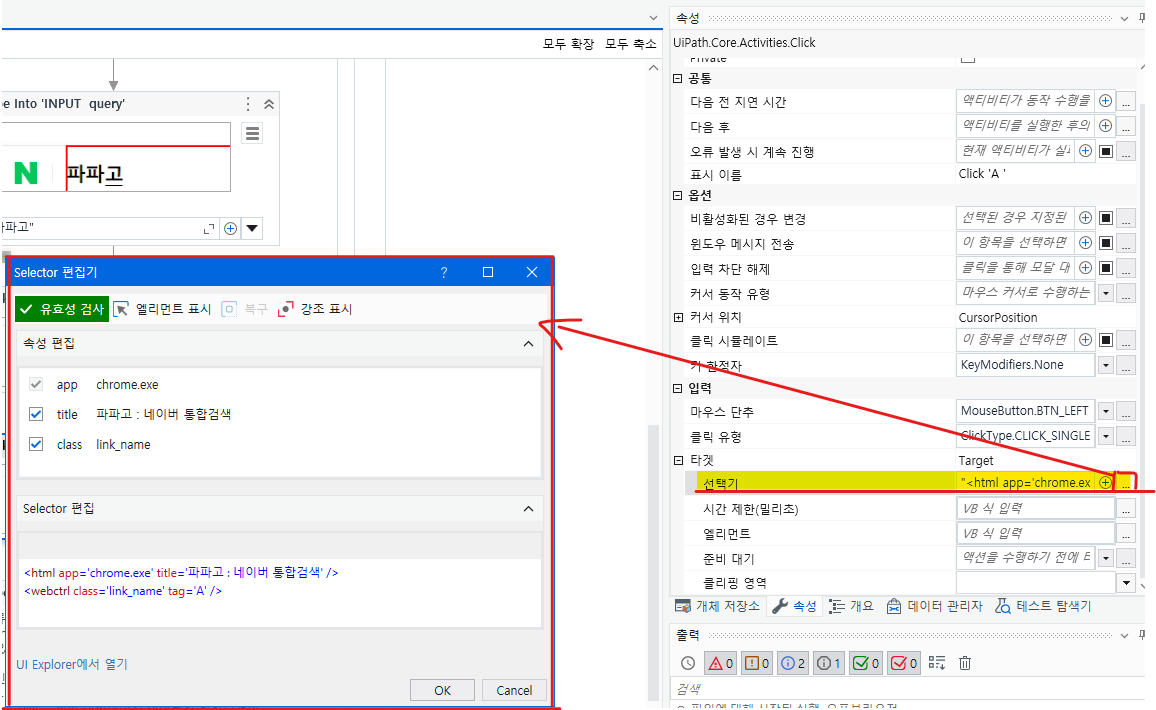 모두 확장 모두 축소
Into 'INPUT query'
N 파파고
파파고"
Selector 편집기
?
유효성 검사 엘리먼트 표시 복구 강조 표시
속성 편집
app chrome.exe
title 파파고 : 네이버 통합검색
class link_name
Selector 편집
<html app='chrome.exe' title='파파고 : 네이버 통합검색' />
<webctrl class='link_name' tag='A' />
UI Explorer에서 열기
OK Cancel
속성
UiPath.Core.Activities.Click
Private
공통
다음 전 지연 시간 액티비티가 동작 수행을 ...
다음 후 액티비티를 실행한 후의 ...
오류 발생 시 계속 진행 현재 액티비티가 실 ...
표시 이름 Click 'A '
옵션
비활성화된 경우 변경 선택된 경우 지정된 ...
윈도우 메시지 전송 이 항목을 선택하면 ...
입력 차단 해제 클릭을 통해 모달 대 ...
커서 동작 유형 마우스 커서로 수행하는 ...
커서 위치 CursorPosition
클릭 시뮬레이트 이 항목을 선택하면 ...
키 한정자 KeyModifiers.None ...
입력
마우스 단추 MouseButton.BTN_LEFT ...
클릭 유형 ClickType.CLICK_SINGLE ...
타겟 Target
선택기 "<html app='chrome.ex ...
시간 제한(밀리초) VB 식 입력 ...
엘리먼트 VB 식 입력 ...
준비 대기 액션을 수행하기 전에 ...
클리핑 영역
개체 저장소 속성 개요 데이터 관리자 테스트 탐색기
출력
0 0 2 1 0 0
검색